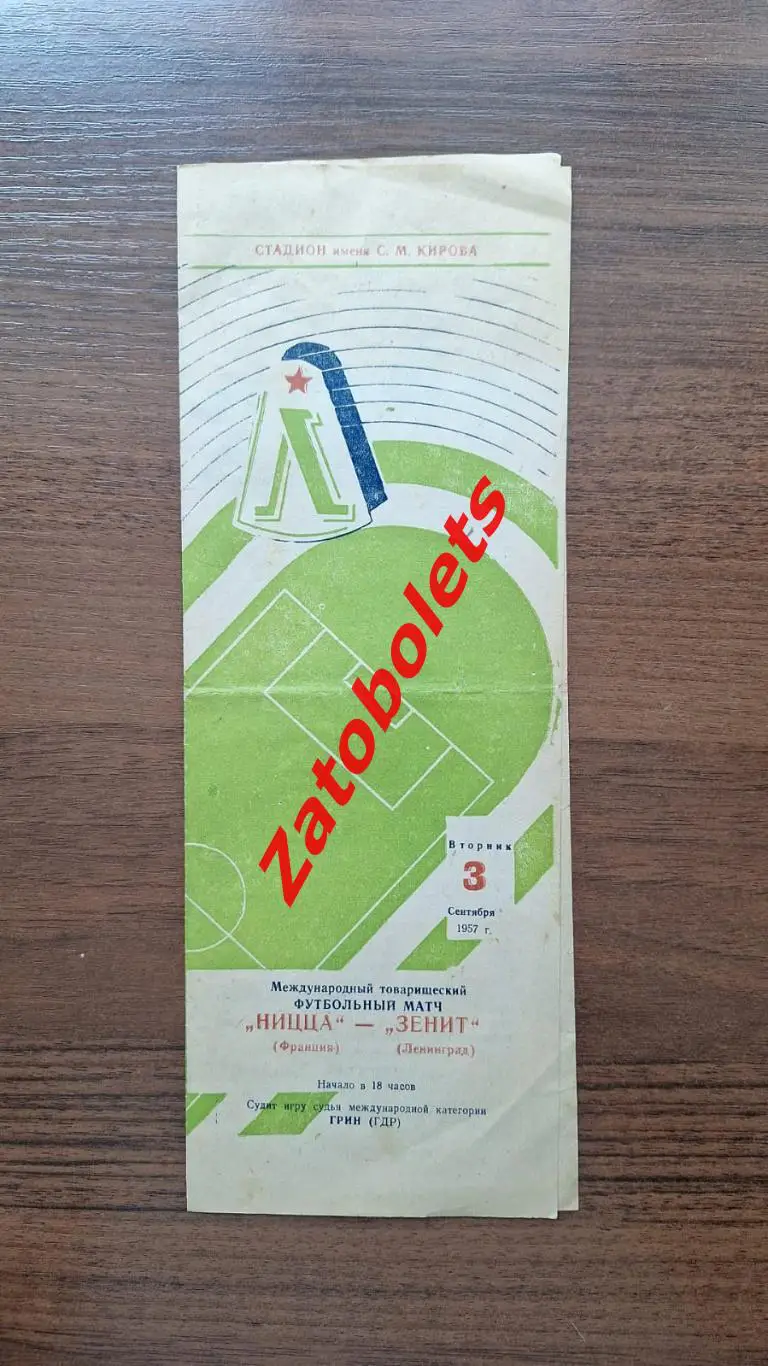 СТАДИОН имени С. М. КИРОВА
Л
Zatobolets
Вторник
3
Сентября
1957 г.
Международный товарищеский
ФУТБОЛЬНЫЙ МАТЧ
„НИЦЦА“ — „ЗЕНИТ“
(Франция) (Ленинград)
Начало в 18 часов
Судит игру судья международной категории
ГРИН (ГДР)